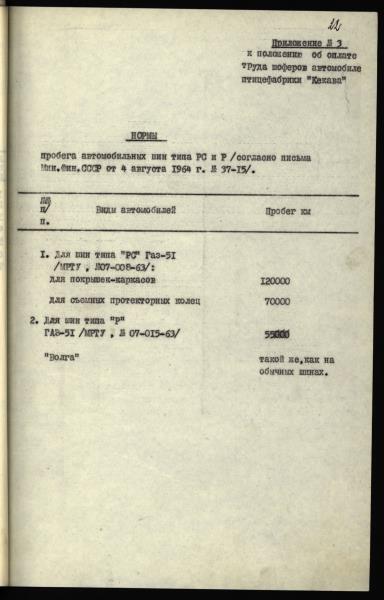 22
Приложение № 3
к положению об оплате
труда шоферов автомобиле
птицефабрики "Кекава"
НОРМЫ
пробега автомобильных шин типа РС и Р /согласно письма
Мин.Фин.СССР от 4 августа 1964 г. № 37-15/.
п/п. Виды автомобилей Пробег км
1. Для шин типа "РС" Газ-51
/МРТУ , №07-008-63/:
для покрышек-каркасов 120000
для съемных протекторных колец 70000
2. Для шин типа "Р"
ГАЗ-51 /МРТУ , № 07-015-63/ 55000
"Волга" такой же,как на
обычных шинах.